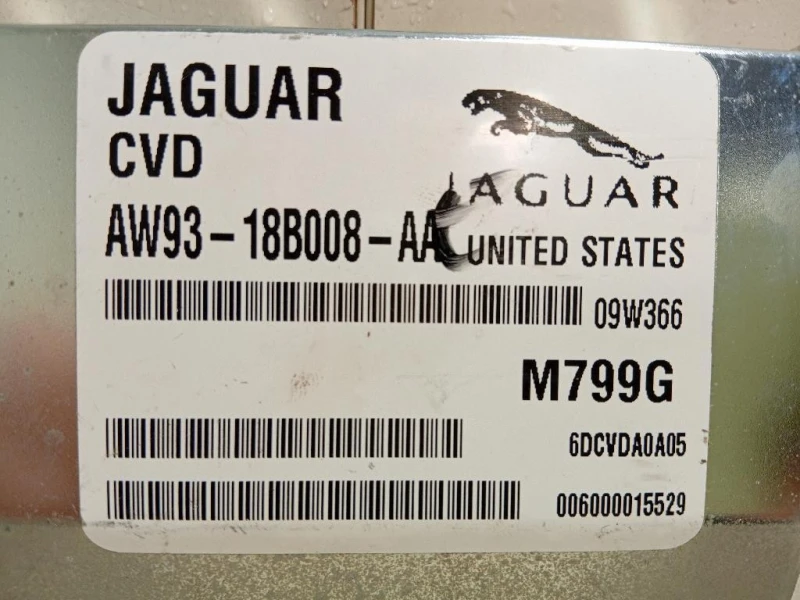 JAGUAR
CVD
JAGUAR
AW93-18B008-AA
UNITED STATES
09W366
M799G
6DCVDA0A05
006000015529